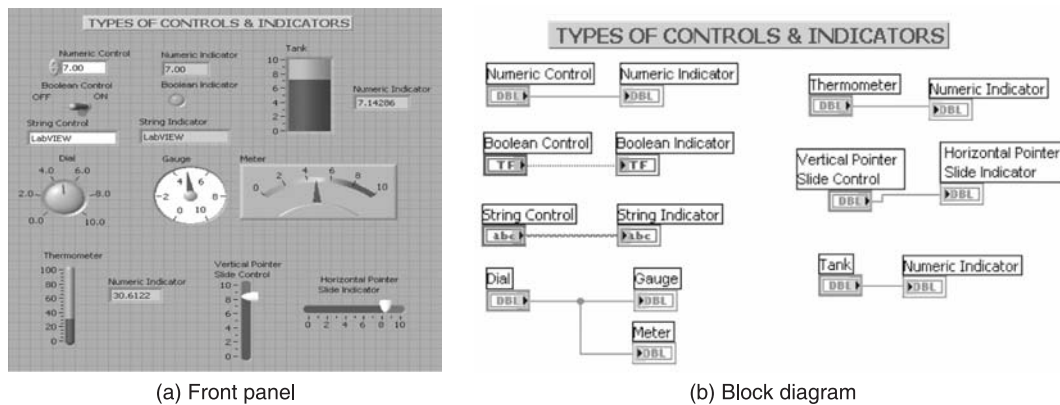 TYPES OF CONTROLS & INDICATORS
Numeric Control
7.00
Numeric Indicator
7.00
Tank
10
8
6
4
2
0
Numeric Indicator
7.14286
Boolean Control
OFF
ON
Boolean Indicator
String Control
LabVIEW
String Indicator
LabVIEW
Dial
0.0
2.0
4.0
6.0
8.0
10.0
Gauge
0
2
4
6
8
10
Meter
0
2
4
6
8
10
Thermometer
100
80
60
40
20
0
Numeric Indicator
30.6122
Vertical Pointer
Slide Control
10
8
6
4
2
0
Horizontal Pointer
Slide Indicator
0 2 4 6 8 10
(a) Front panel
TYPES OF CONTROLS & INDICATORS
Numeric Control
DBL
Numeric Indicator
DBL
Boolean Control
TF
Boolean Indicator
TF
String Control
abc
String Indicator
abc
Dial
DBL
Gauge
DBL
Meter
DBL
Thermometer
DBL
Numeric Indicator
DBL
Vertical Pointer
Slide Control
DBL
Horizontal Pointer
Slide Indicator
DBL
Tank
DBL
Numeric Indicator
DBL
(b) Block diagram